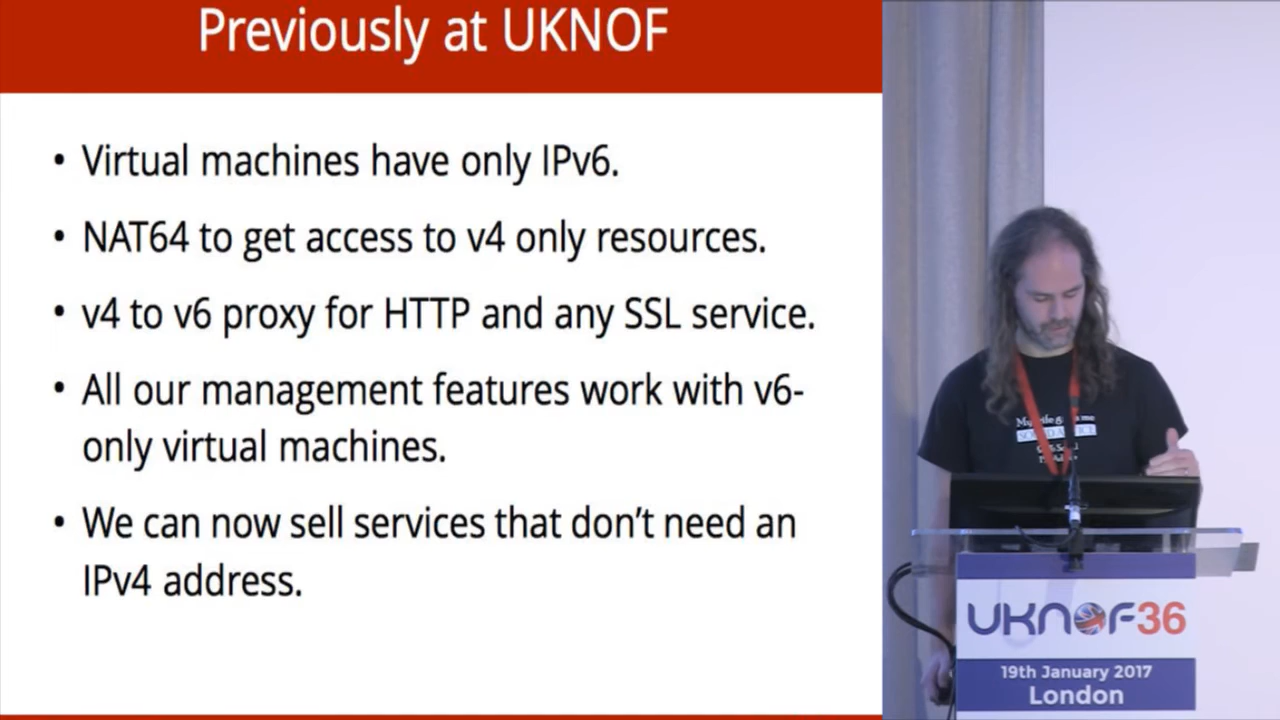 Previously at UKNOF
• Virtual machines have only IPv6.
• NAT64 to get access to v4 only resources.
• v4 to v6 proxy for HTTP and any SSL service.
• All our management features work with v6-
only virtual machines.
• We can now sell services that don't need an
IPv4 address.
UKNOF36
19th January 2017
London